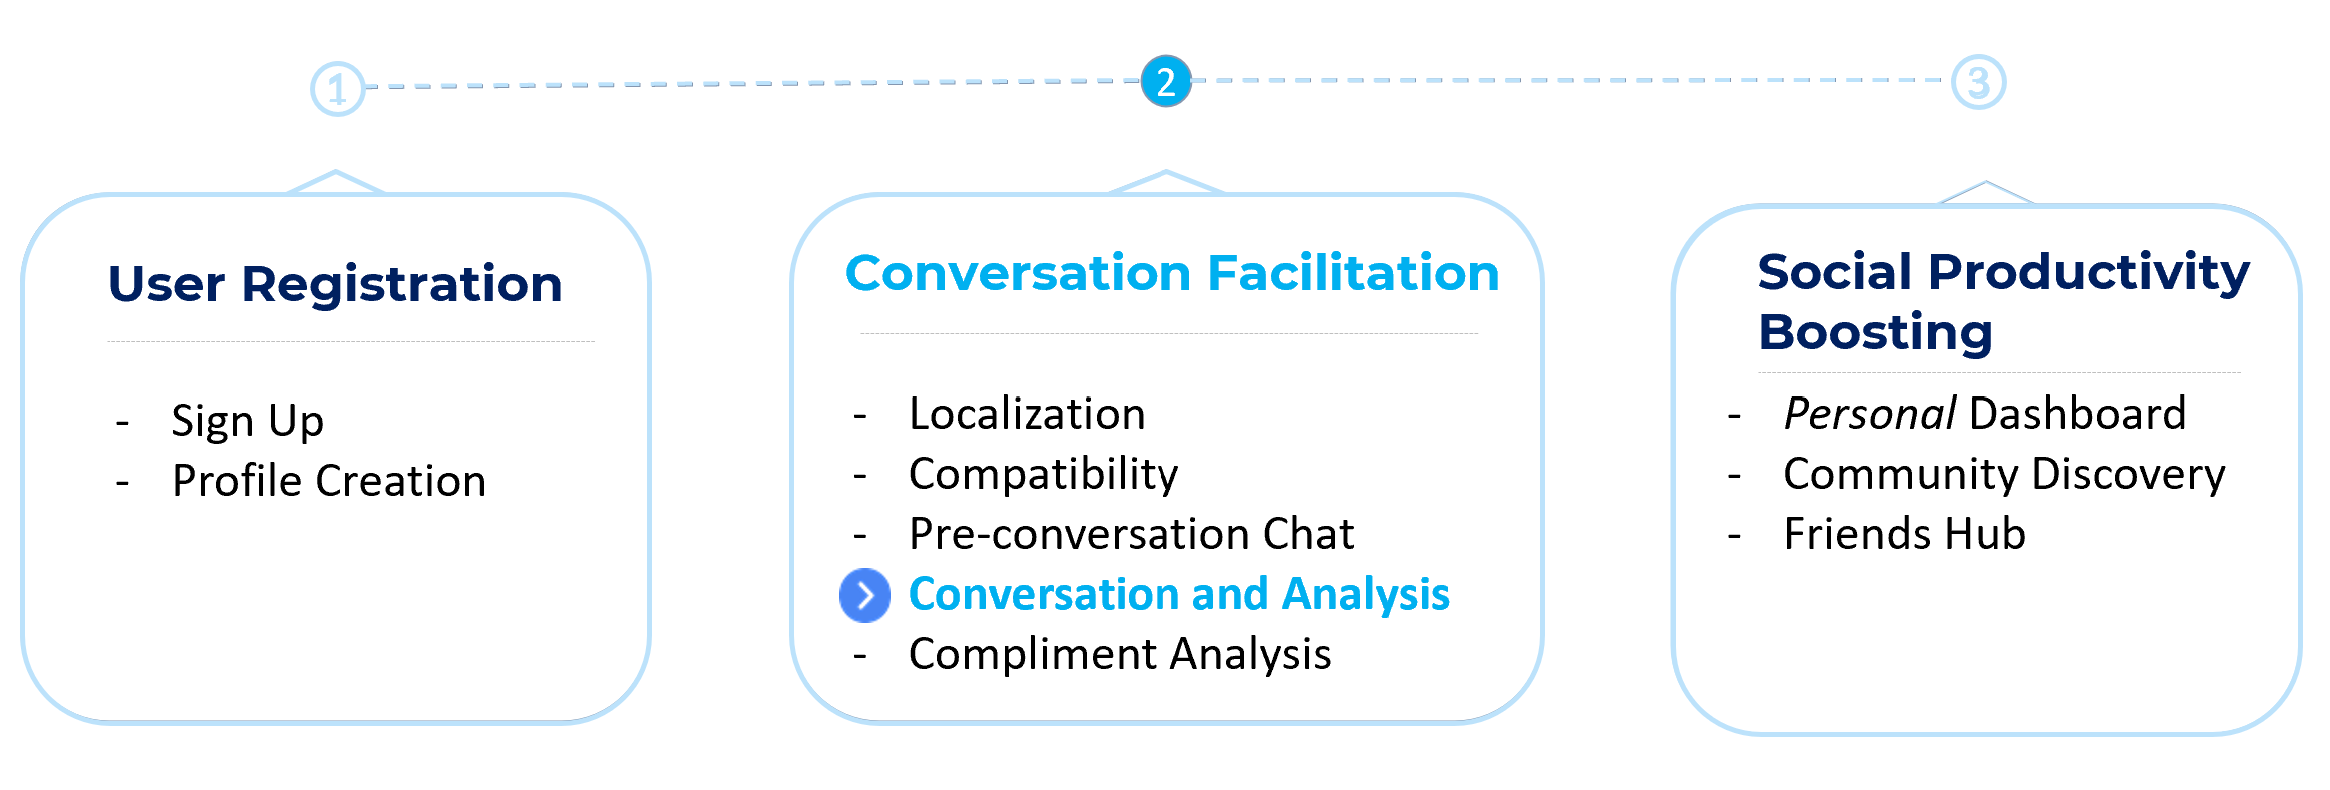 1
2
3
User Registration
- Sign Up
- Profile Creation
Conversation Facilitation
- Localization
- Compatibility
- Pre-conversation Chat
Conversation and Analysis
- Compliment Analysis
Social Productivity
Boosting
- Personal Dashboard
- Community Discovery
- Friends Hub